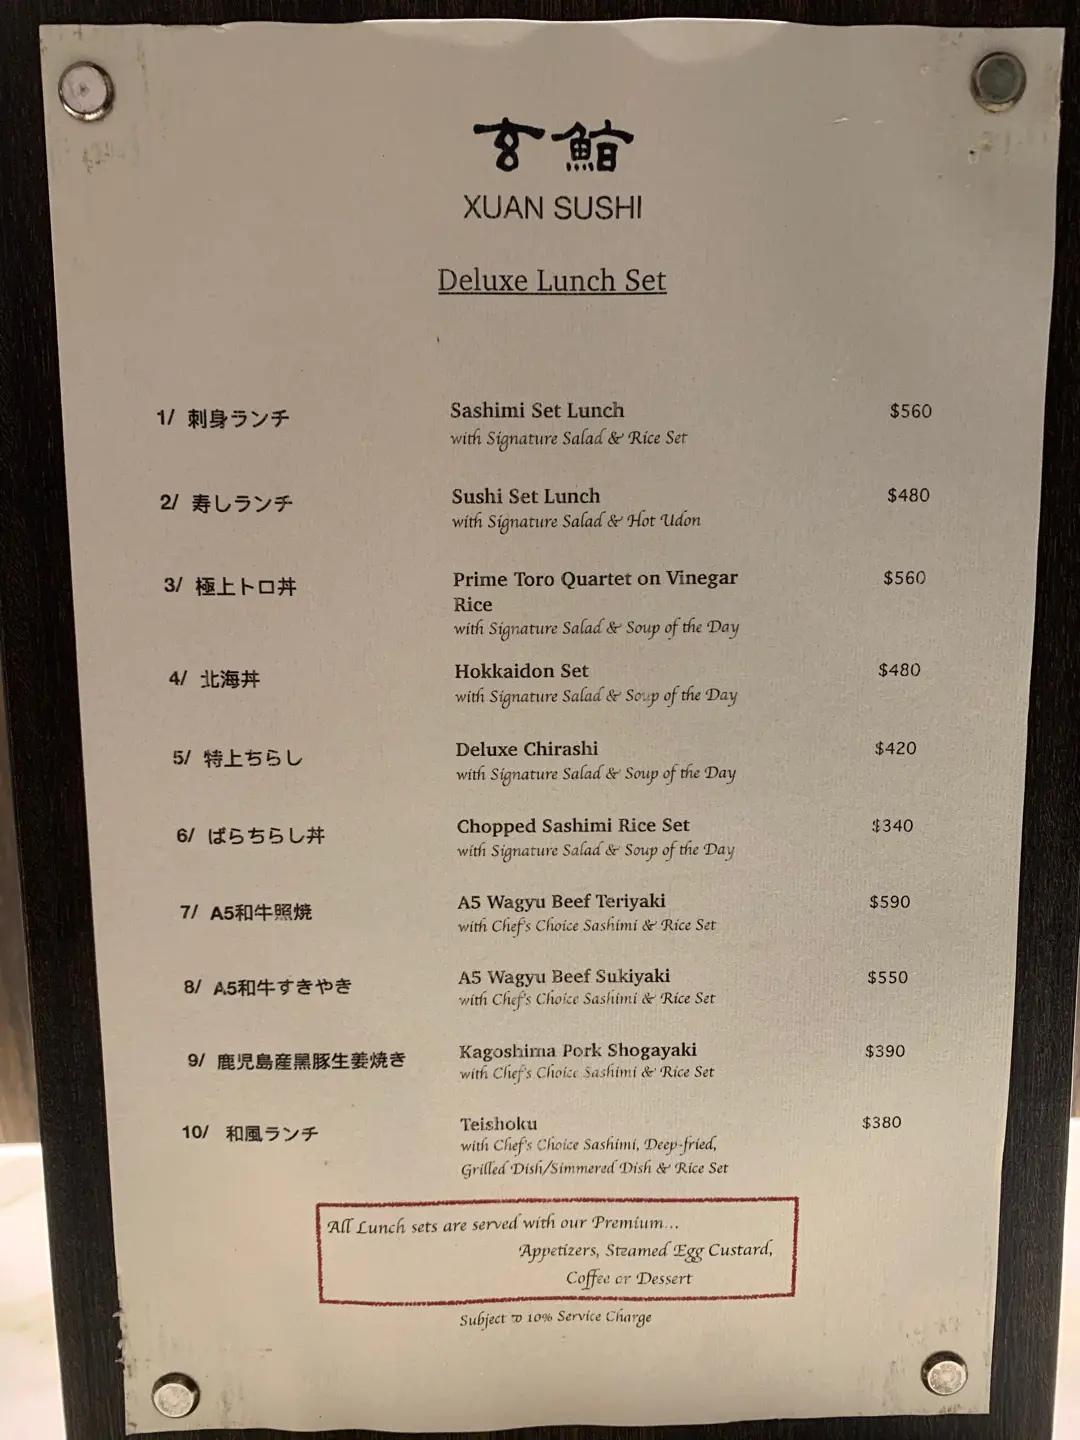 玄鮨
XUAN SUSHI
Deluxe Lunch Set
1/ 刺身ランチ Sashimi Set Lunch $560
with Signature Salad & Rice Set
2/ 寿しランチ Sushi Set Lunch $480
with Signature Salad & Hot Udon
3/ 極上トロ丼 Prime Toro Quartet on Vinegar $560
Rice
with Signature Salad & Soup of the Day
4/ 北海丼 Hokkaidon Set $480
with Signature Salad & Soup of the Day
5/ 特上ちらし Deluxe Chirashi $420
with Signature Salad & Soup of the Day
6/ ばらちらし丼 Chopped Sashimi Rice Set $340
with Signature Salad & Soup of the Day
7/ A5和牛照焼 A5 Wagyu Beef Teriyaki $590
with Chef's Choice Sashimi & Rice Set
8/ A5和牛すきやき A5 Wagyu Beef Sukiyaki $550
with Chef's Choice Sashimi & Rice Set
9/ 鹿児島産黑豚生姜焼き Kagoshima Pork Shogayaki $390
with Chef's Choice Sashimi & Rice Set
10/ 和風ランチ Teishoku $380
with Chef's Choice Sashimi, Deep-fried,
Grilled Dish/Simmered Dish & Rice Set
All Lunch sets are served with our Premium...
Appetizers, Steamed Egg Custard,
Coffee or Dessert
Subject to 10% Service Charge